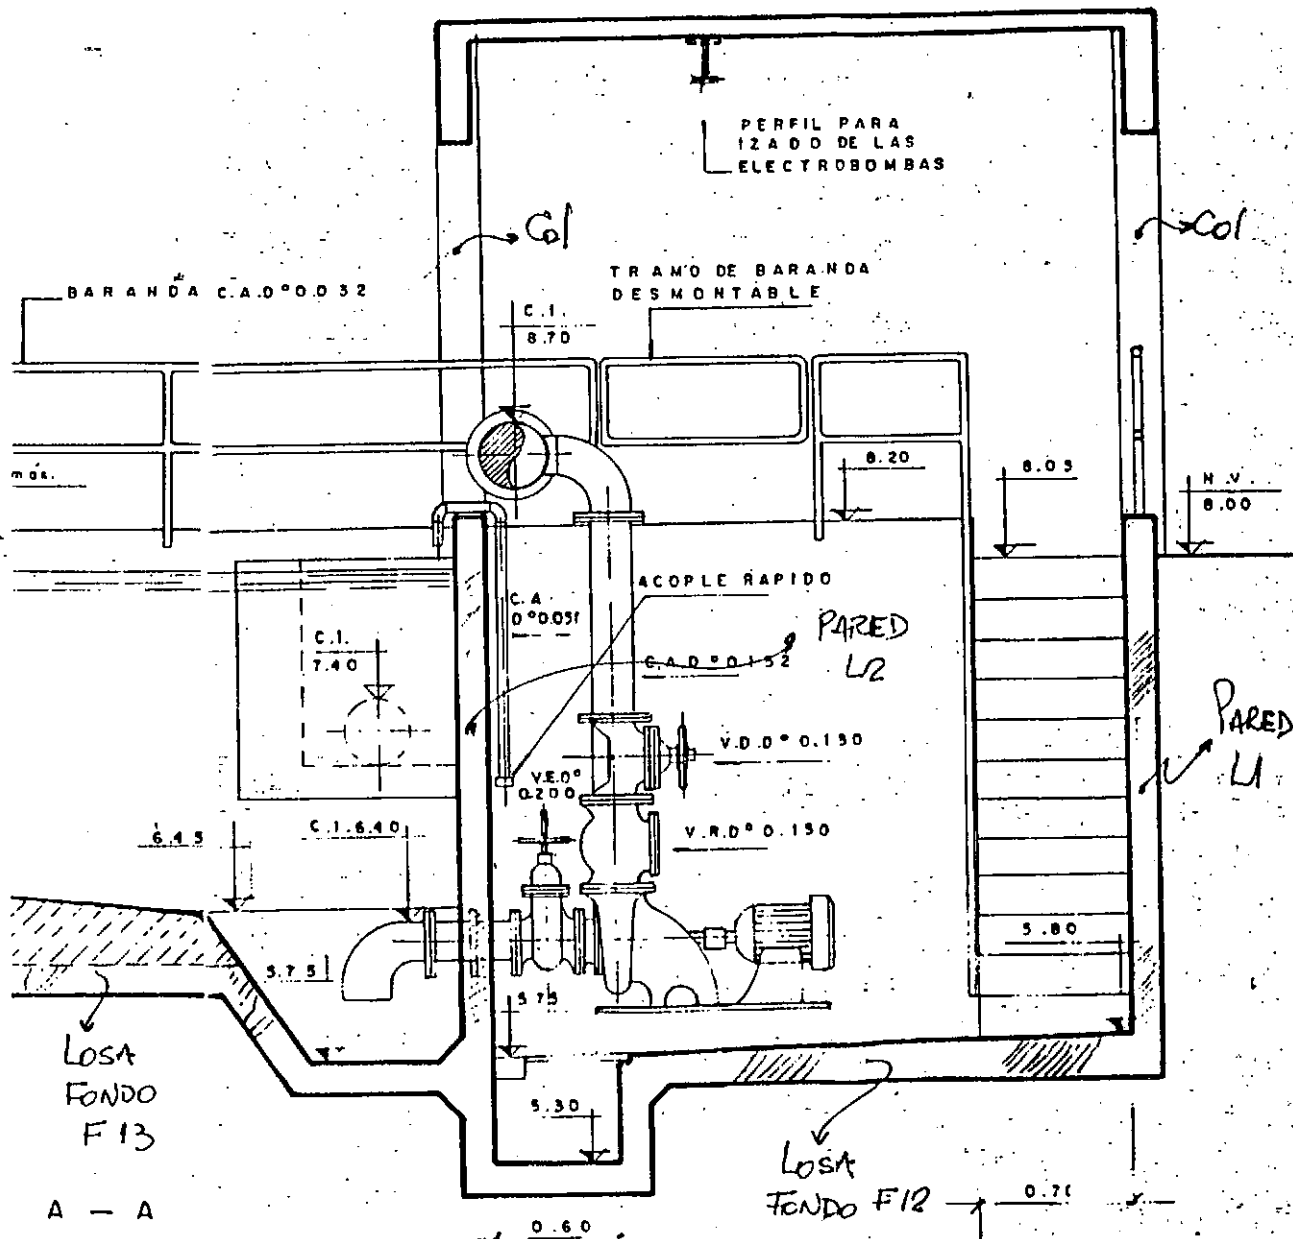 PERFIL PARA
IZADO DE LAS
ELECTROBOMBAS
Col
Col
BARANDA C.A.D°0.032
TRAMO DE BARANDA
DESMONTABLE
C.I.
8.70
8.20
8.05
N.V.
8.00
máx.
ACOPLE RAPIDO
C.A
D°0.051
C.I.
7.40
C.A.D°0.152
PARED
L2
PARED
L1
V.D.D° 0.150
V.E.D°
0.200
V.R.D° 0.150
6.45
C.I.6.40
5.80
5.75
5.75
LOSA
FONDO
F 13
5.30
LOSA
FONDO F12
A - A
0.60